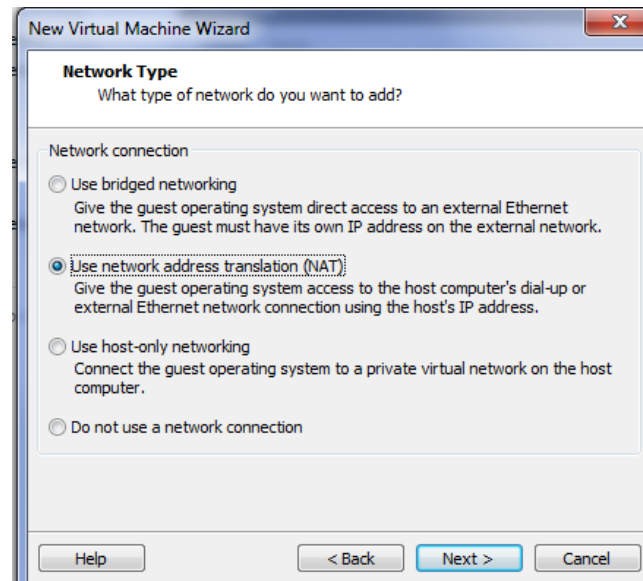 New Virtual Machine Wizard
Network Type
What type of network do you want to add?
Network connection
Use bridged networking
Give the guest operating system direct access to an external Ethernet
network. The guest must have its own IP address on the external network.
Use network address translation (NAT)
Give the guest operating system access to the host computer's dial-up or
external Ethernet network connection using the host's IP address.
Use host-only networking
Connect the guest operating system to a private virtual network on the host
computer.
Do not use a network connection
Help < Back Next > Cancel